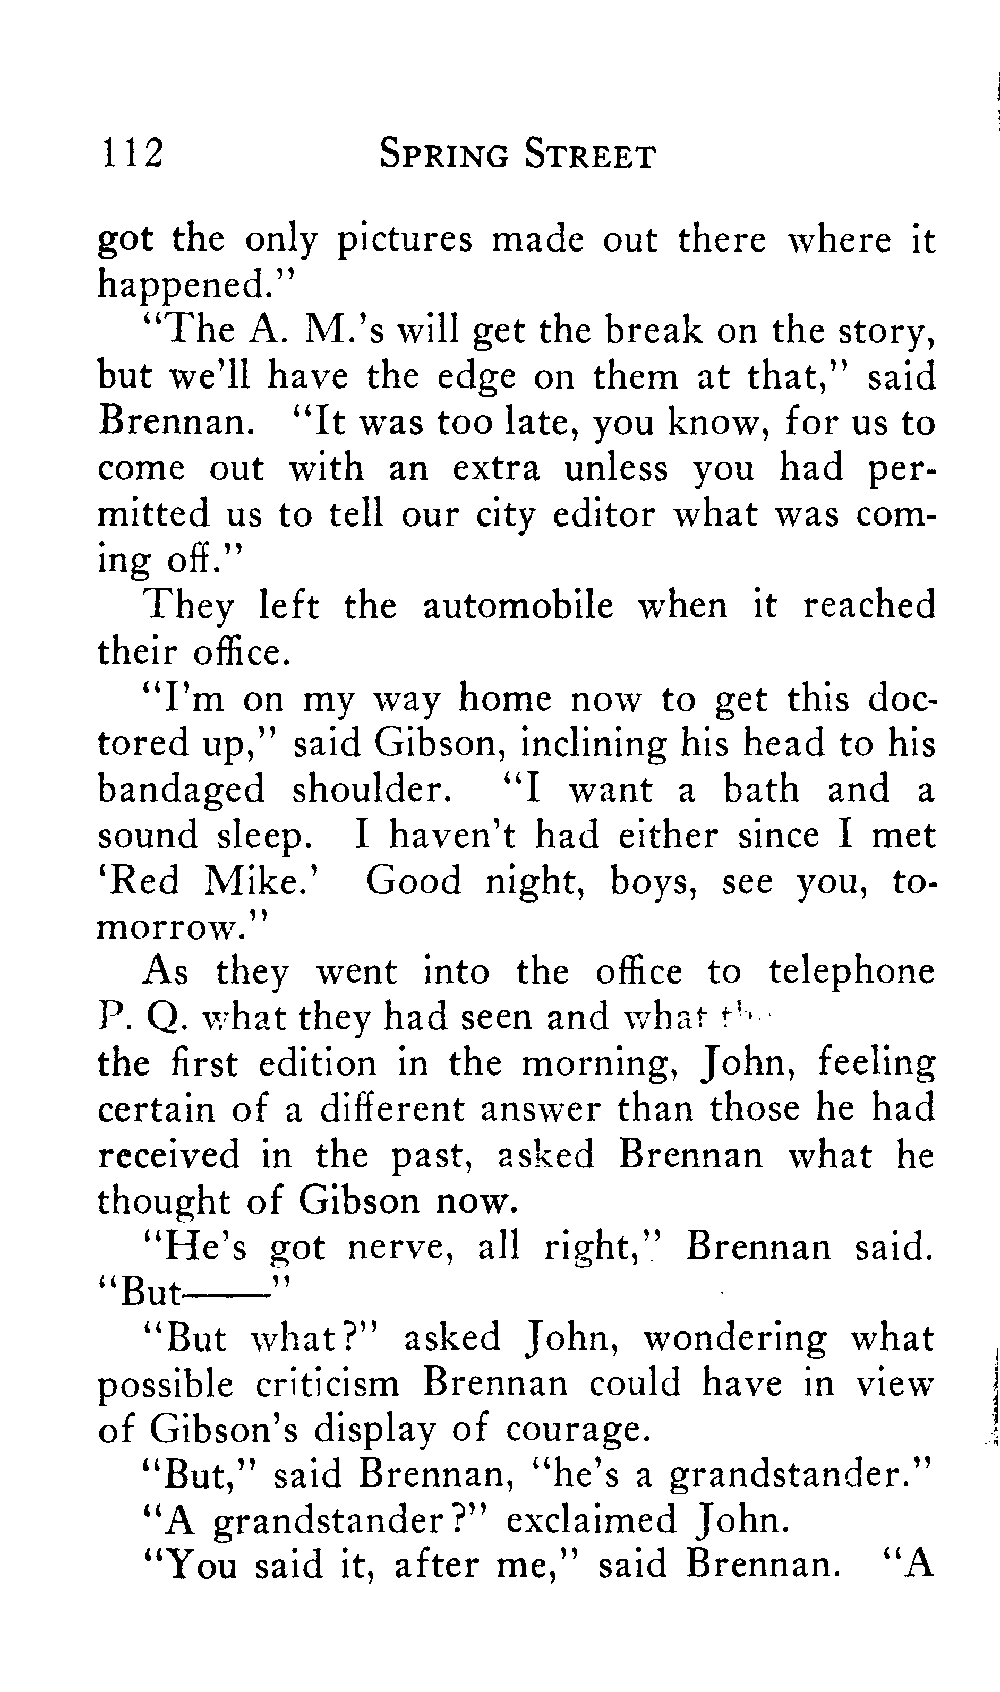 112 SPRING STREET
got the only pictures made out there where it
happened."
"The A. M.'s will get the break on the story,
but we'll have the edge on them at that," said
Brennan. "It was too late, you know, for us to
come out with an extra unless you had per-
mitted us to tell our city editor what was com-
ing off."
They left the automobile when it reached
their office.
"I'm on my way home now to get this doc-
tored up," said Gibson, inclining his head to his
bandaged shoulder. "I want a bath and a
sound sleep. I haven't had either since I met
'Red Mike.' Good night, boys, see you, to-
morrow."
As they went into the office to telephone
P. Q. what they had seen and what
the first edition in the morning, John, feeling
certain of a different answer than those he had
received in the past, asked Brennan what he
thought of Gibson now.
"He's got nerve, all right," Brennan said.
"But——"
"But what?" asked John, wondering what
possible criticism Brennan could have in view
of Gibson's display of courage.
"But," said Brennan, "he's a grandstander."
"A grandstander?" exclaimed John.
"You said it, after me," said Brennan. "A